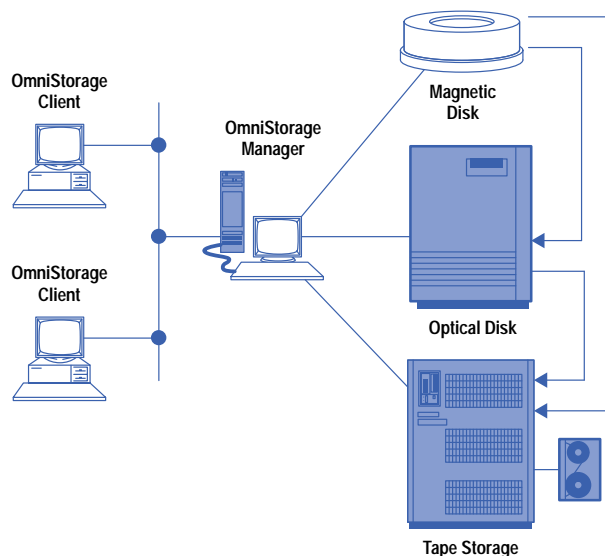 OmniStorage
Client
OmniStorage
Manager
Magnetic
Disk
OmniStorage
Client
Optical Disk
Tape Storage